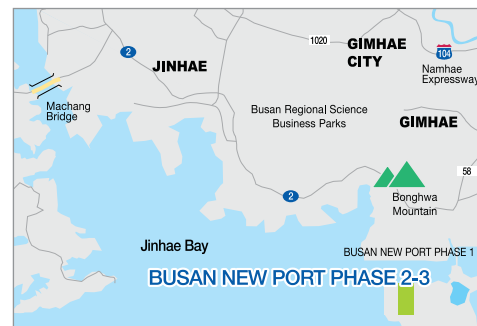 1020
GIMHAE
CITY
104
2
JINHAE
Namhae
Expressway
Machang
Bridge
Busan Regional Science
Business Parks
GIMHAE
58
2
Bonghwa
Mountain
Jinhae Bay
BUSAN NEW PORT PHASE 1
BUSAN NEW PORT PHASE 2-3